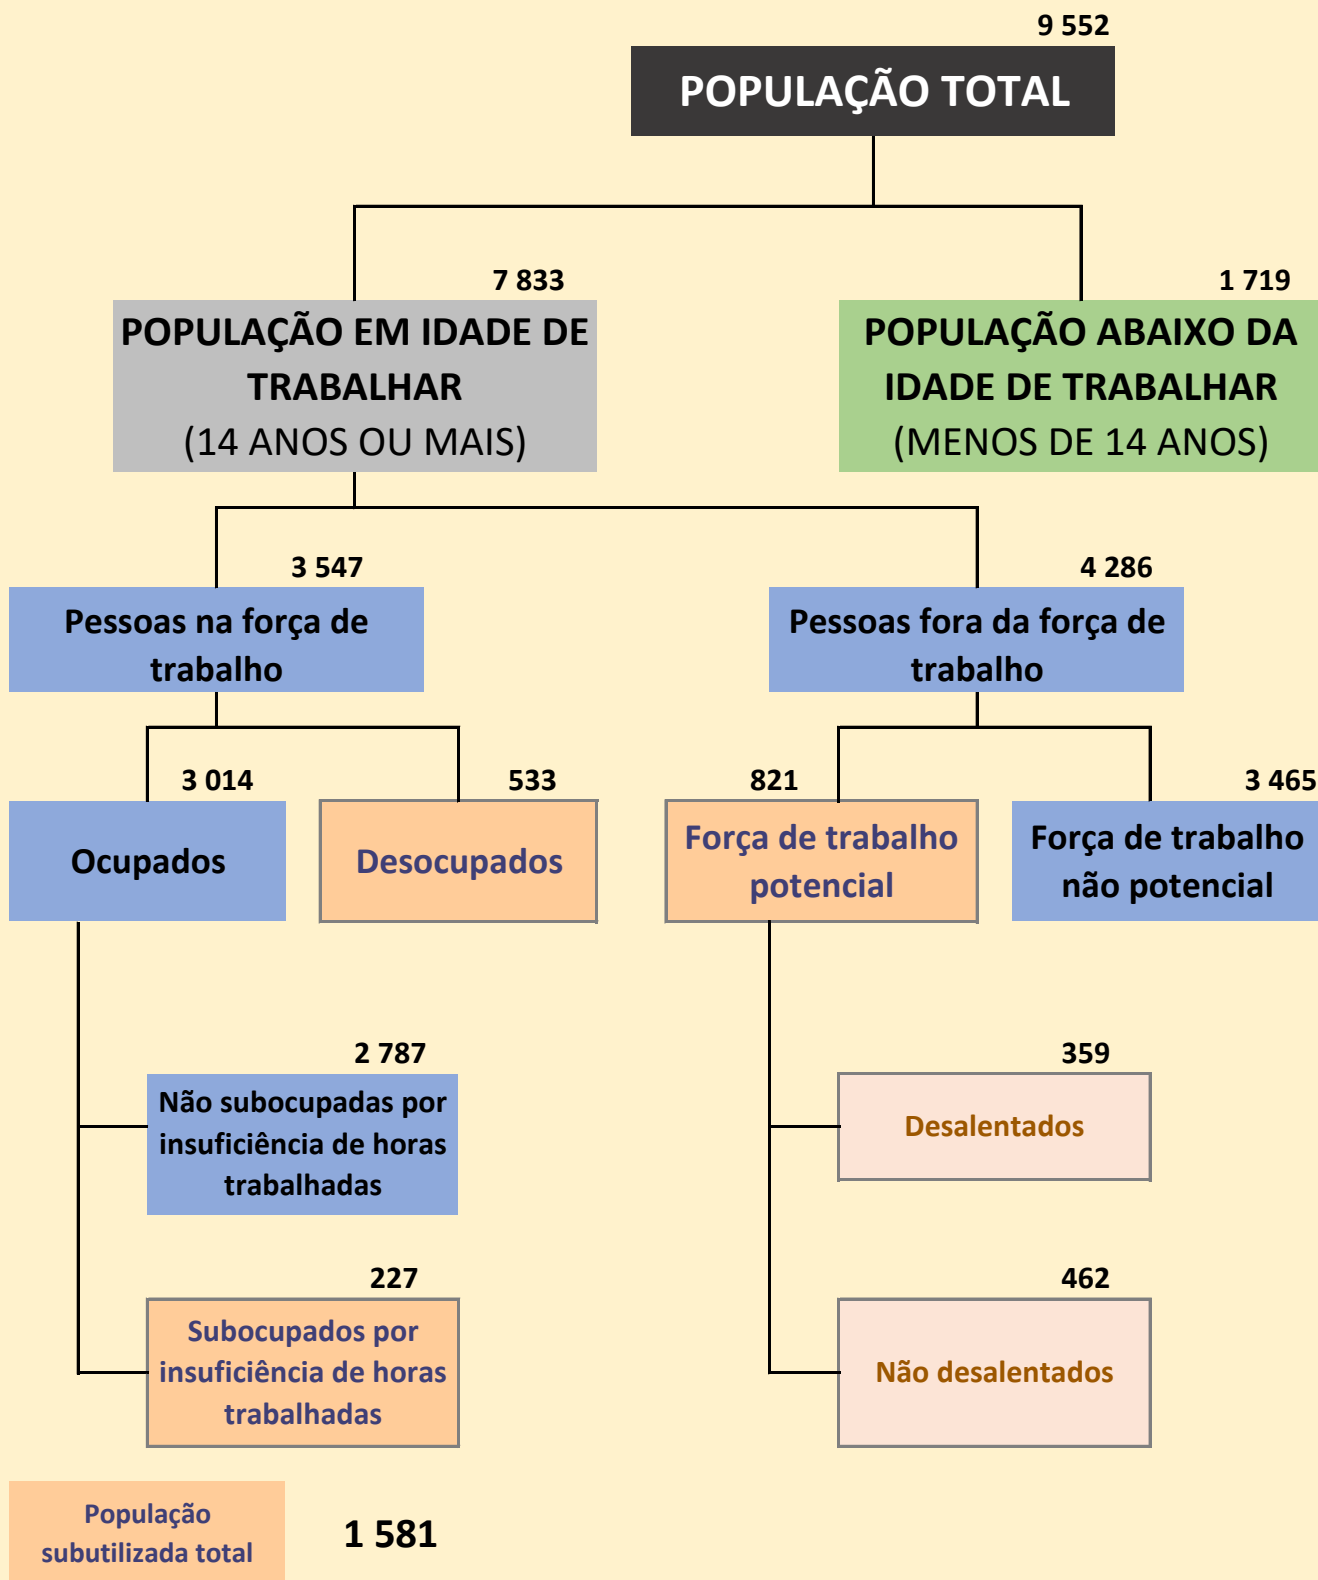 9 552
POPULAÇÃO TOTAL
7 833
POPULAÇÃO EM IDADE DE
TRABALHAR
(14 ANOS OU MAIS)
1 719
POPULAÇÃO ABAIXO DA
IDADE DE TRABALHAR
(MENOS DE 14 ANOS)
3 547
Pessoas na força de
trabalho
4 286
Pessoas fora da força de
trabalho
3 014
Ocupados
533
Desocupados
821
Força de trabalho
potencial
3 465
Força de trabalho
não potencial
2 787
Não subocupadas por
insuficiência de horas
trabalhadas
359
Desalentados
227
Subocupados por
insuficiência de horas
trabalhadas
462
Não desalentados
População
subutilizada total
1 581